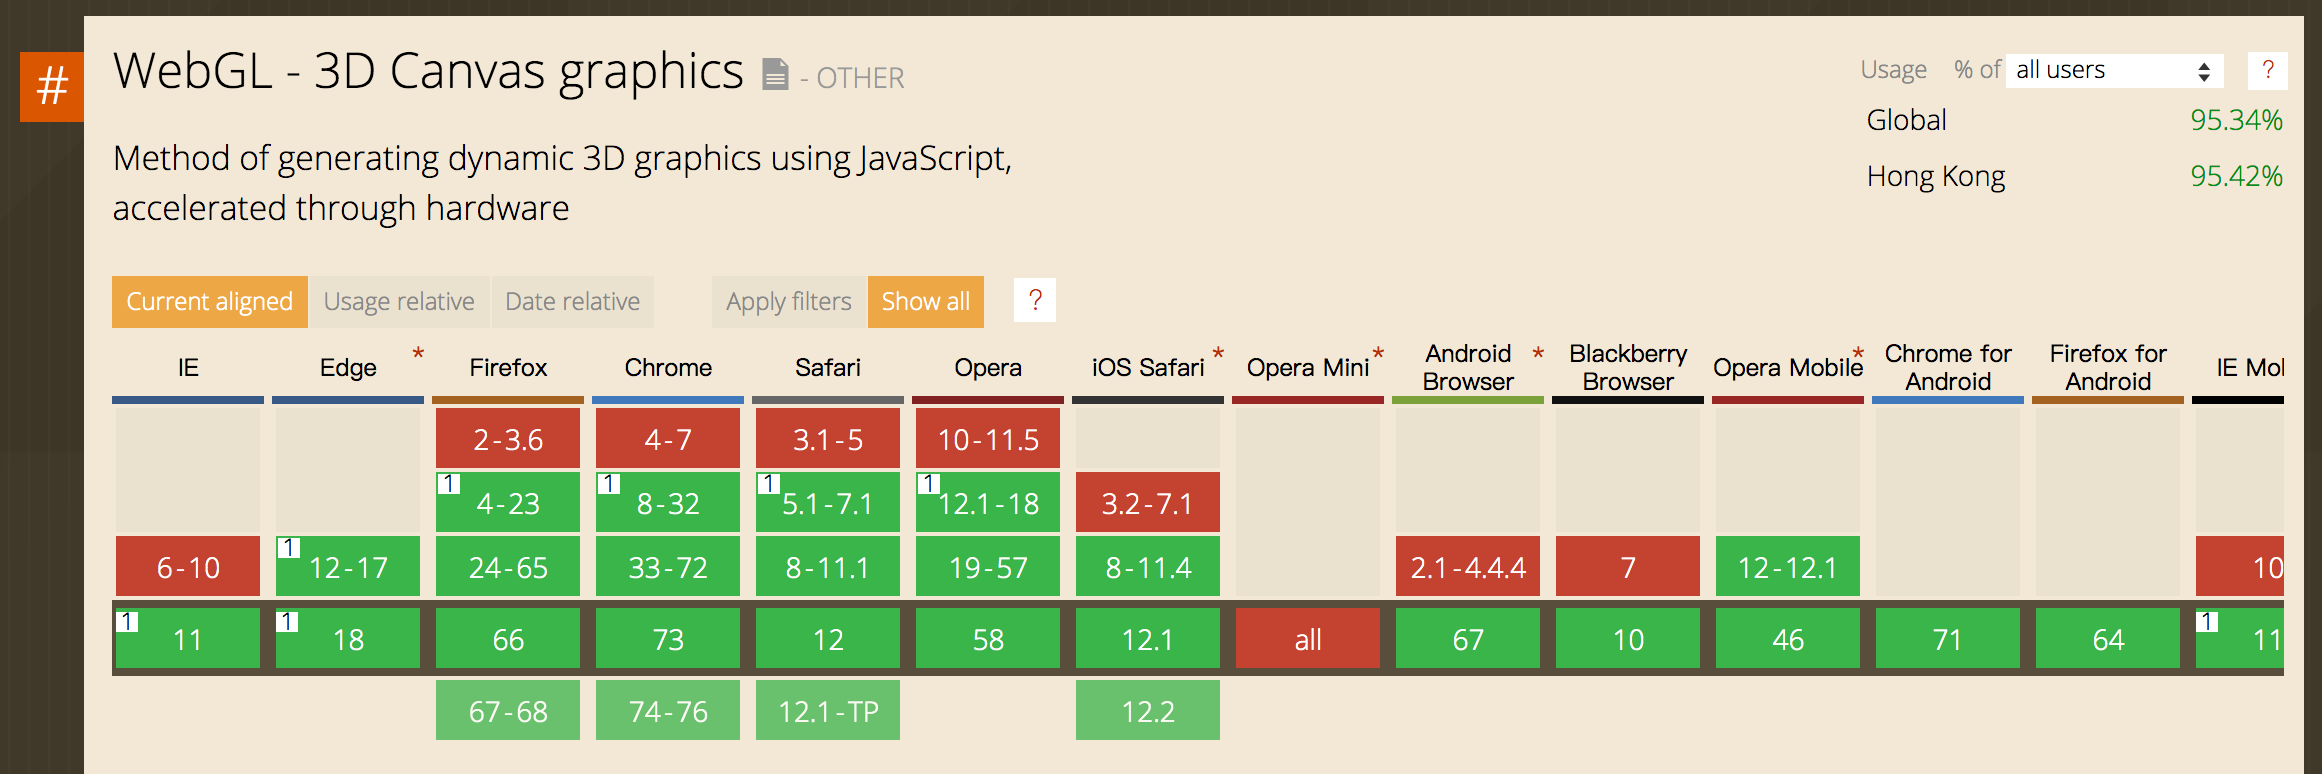 #
WebGL - 3D Canvas graphics - OTHER
Usage % of all users ?
Global 95.34%
Hong Kong 95.42%
Method of generating dynamic 3D graphics using JavaScript,
accelerated through hardware
Current aligned Usage relative Date relative Apply filters Show all ?
IE Edge * Firefox Chrome Safari Opera iOS Safari * Opera Mini * Android Browser * Blackberry Browser Opera Mobile * Chrome for Android Firefox for Android IE Mol
2-3.6 4-7 3.1-5 10-11.5
1 4-23 1 8-32 1 5.1-7.1 1 12.1-18 3.2-7.1
6-10 1 12-17 24-65 33-72 8-11.1 19-57 8-11.4 2.1-4.4.4 7 12-12.1 10
1 11 1 18 66 73 12 58 12.1 all 67 10 46 71 64 1 11
67-68 74-76 12.1-TP 12.2